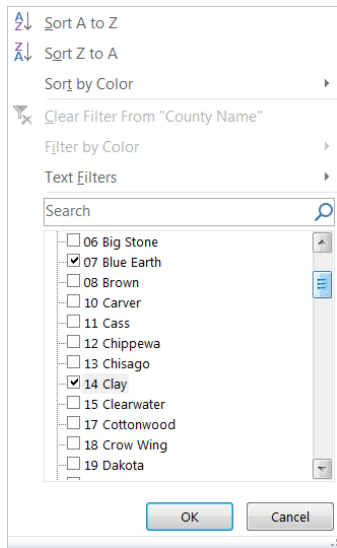 Sort A to Z
Sort Z to A
Sort by Color
Clear Filter From "County Name"
Filter by Color
Text Filters
Search
06 Big Stone
07 Blue Earth
08 Brown
10 Carver
11 Cass
12 Chippewa
13 Chisago
14 Clay
15 Clearwater
17 Cottonwood
18 Crow Wing
19 Dakota
OK Cancel